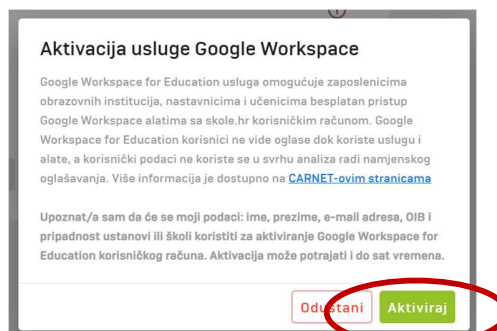 Aktivacija usluge Google Workspace
Google Workspace for Education usluga omogućuje zaposlenicima
obrazovnih institucija, nastavnicima i učenicima besplatan pristup
Google Workspace alatima sa skole.hr korisničkim računom. Google
Workspace for Education korisnici ne vide oglase dok koriste uslugu i
alate, a korisnički podaci ne koriste se u svrhu analiza radi namjenskog
oglašavanja. Više informacija je dostupno na CARNET-ovim stranicama
Upoznat/a sam da će se moji podaci: ime, prezime, e-mail adresa, OIB i
pripadnost ustanovi ili školi koristiti za aktiviranje Google Workspace for
Education korisničkog računa. Aktivacija može potrajati i do sat vremena.
Odustani Aktiviraj